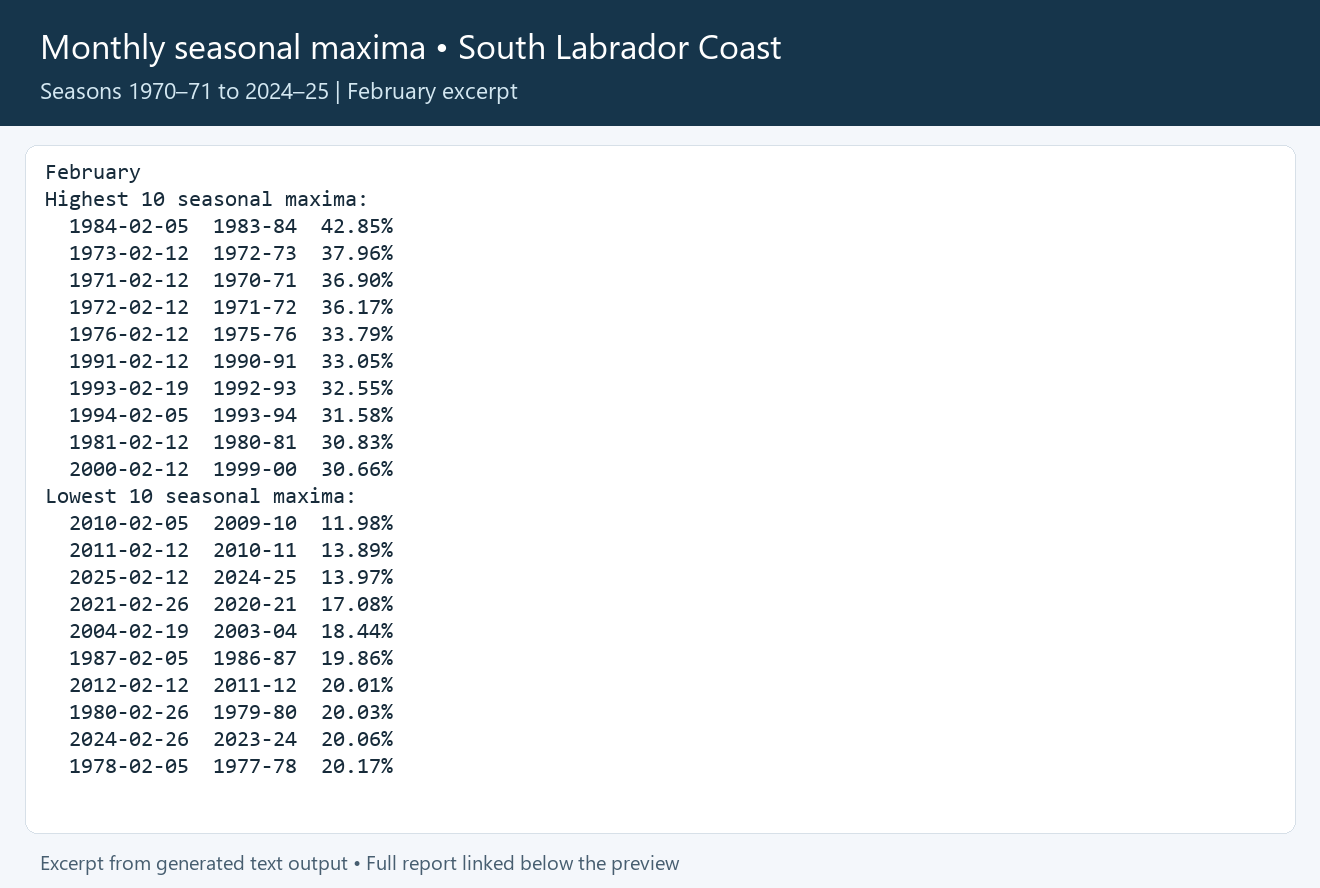 Monthly seasonal maxima • South Labrador Coast
Seasons 1970–71 to 2024–25 | February excerpt
February
Highest 10 seasonal maxima:
1984-02-05  1983-84  42.85%
1973-02-12  1972-73  37.96%
1971-02-12  1970-71  36.90%
1972-02-12  1971-72  36.17%
1976-02-12  1975-76  33.79%
1991-02-12  1990-91  33.05%
1993-02-19  1992-93  32.55%
1994-02-05  1993-94  31.58%
1981-02-12  1980-81  30.83%
2000-02-12  1999-00  30.66%
Lowest 10 seasonal maxima:
2010-02-05  2009-10  11.98%
2011-02-12  2010-11  13.89%
2025-02-12  2024-25  13.97%
2021-02-26  2020-21  17.08%
2004-02-19  2003-04  18.44%
1987-02-05  1986-87  19.86%
2012-02-12  2011-12  20.01%
1980-02-26  1979-80  20.03%
2024-02-26  2023-24  20.06%
1978-02-05  1977-78  20.17%
Excerpt from generated text output • Full report linked below the preview